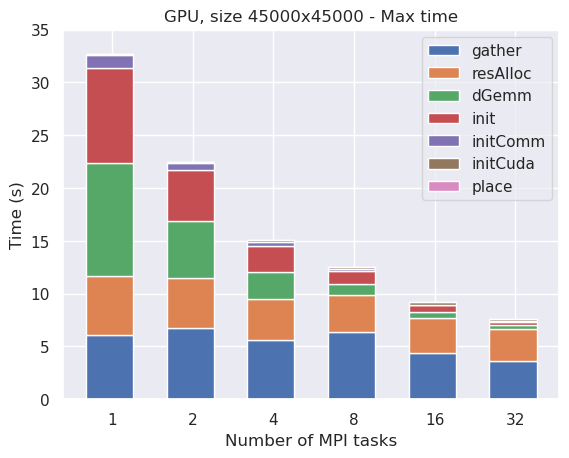 GPU, size 45000x45000 - Max time
35
30
25
20
15
10
5
0
Time (s)
gather
resAlloc
dGemm
init
initComm
initCuda
place
1 2 4 8 16 32
Number of MPI tasks